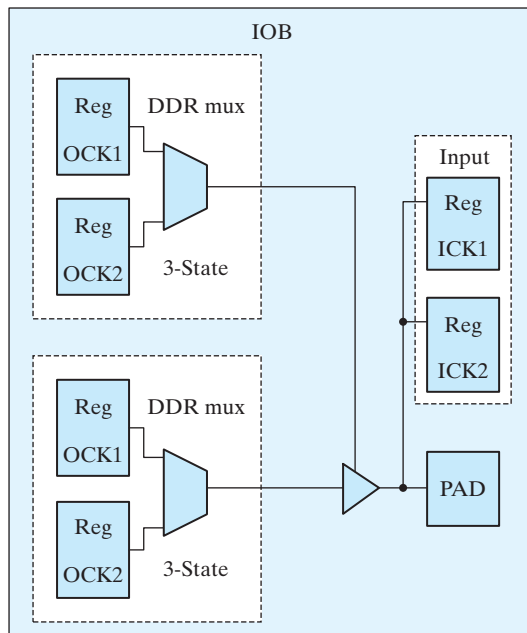 IOB
Reg
OCK1
DDR mux
Reg
OCK2
3-State
Input
Reg
ICK1
Reg
ICK2
Reg
OCK1
DDR mux
Reg
OCK2
3-State
PAD